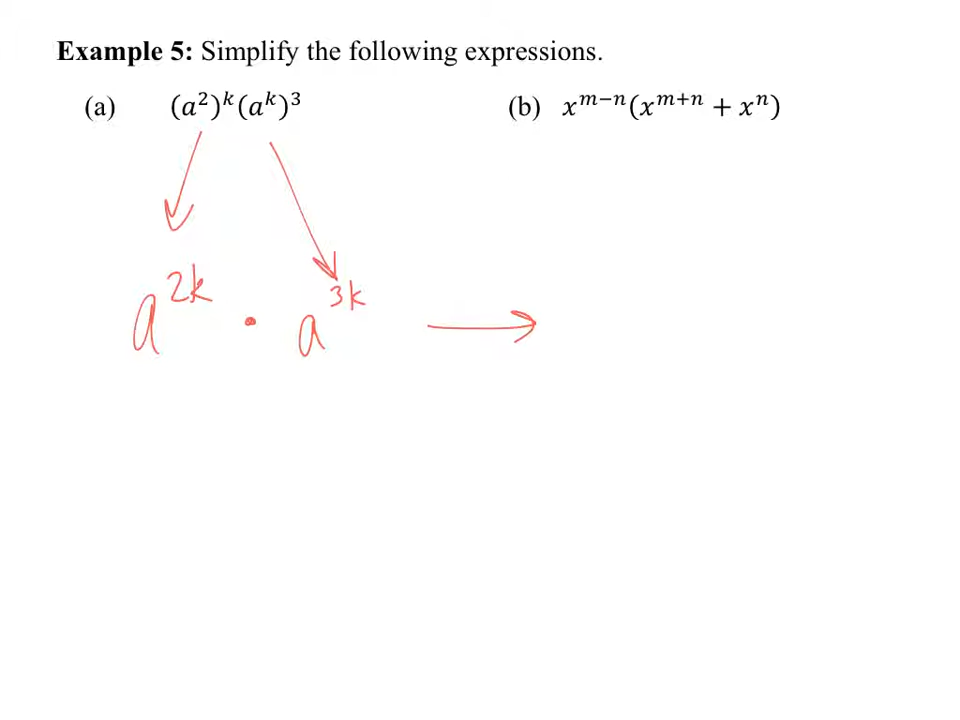 Example 5: Simplify the following expressions.
(a) (a²)ᵏ(aᵏ)³ (b) xᵐ⁻ⁿ(xᵐ⁺ⁿ + xⁿ)
a²ᵏ · a³ᵏ →